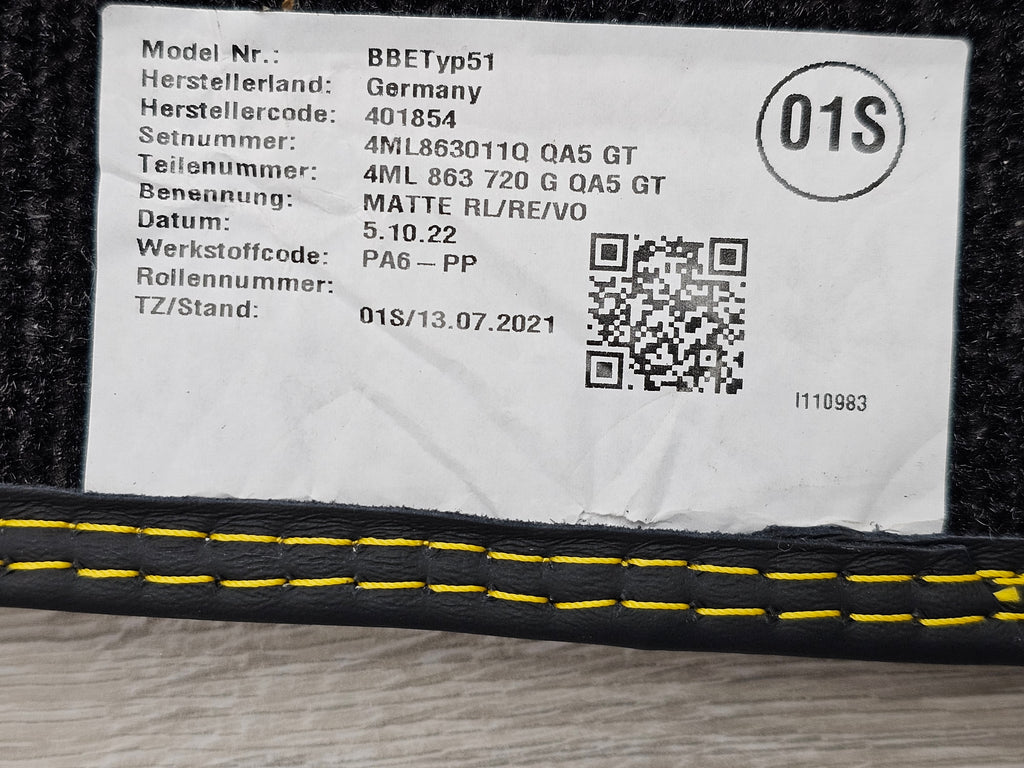 Model Nr.: BBETyp51
Herstellerland: Germany
Herstellercode: 401854
Setnummer: 4ML863011Q QA5 GT
Teilenummer: 4ML 863 720 G QA5 GT
Benennung: MATTE RL/RE/VO
Datum: 5.10.22
Werkstoffcode: PA6 – PP
Rollennummer:
TZ/Stand: 01S/13.07.2021
01S
I110983